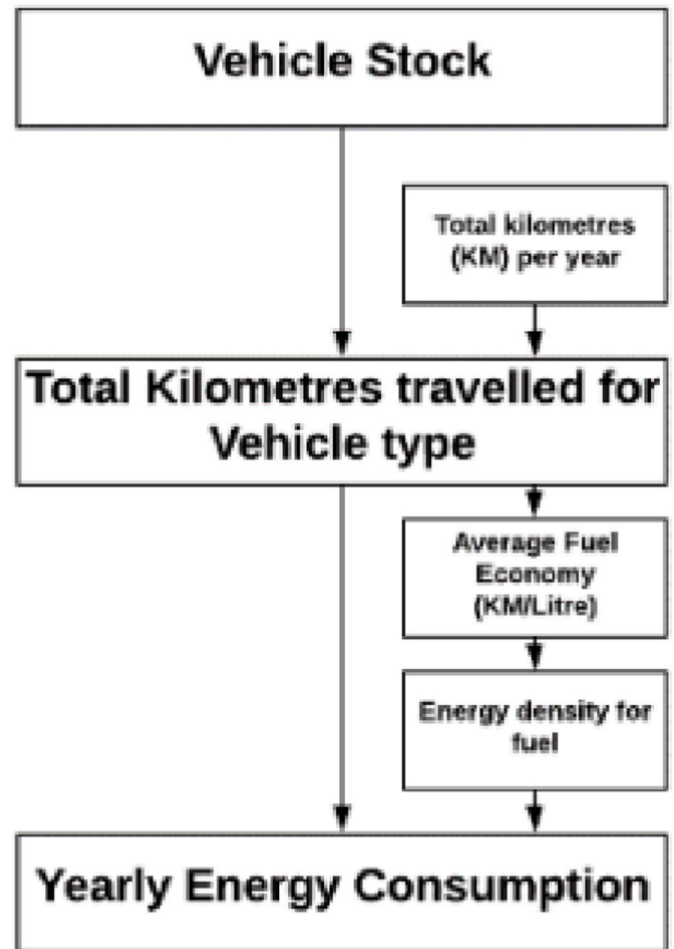 Vehicle Stock
Total kilometres
(KM) per year
Total Kilometres travelled for
Vehicle type
Average Fuel
Economy
(KM/Litre)
Energy density for
fuel
Yearly Energy Consumption